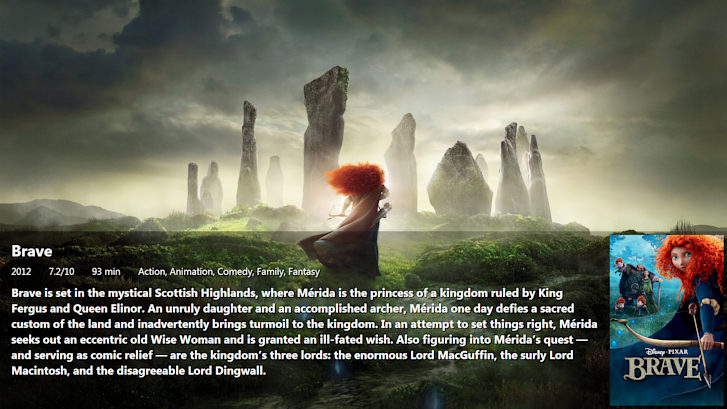 Brave
2012 7.2/10 93 min Action, Animation, Comedy, Family, Fantasy
Brave is set in the mystical Scottish Highlands, where Mérida is the princess of a kingdom ruled by King
Fergus and Queen Elinor. An unruly daughter and an accomplished archer, Mérida one day defies a sacred
custom of the land and inadvertently brings turmoil to the kingdom. In an attempt to set things right, Mérida
seeks out an eccentric old Wise Woman and is granted an ill-fated wish. Also figuring into Mérida’s quest —
and serving as comic relief — are the kingdom’s three lords: the enormous Lord MacGuffin, the surly Lord
Macintosh, and the disagreeable Lord Dingwall.
Disney · PIXAR
BRAVE